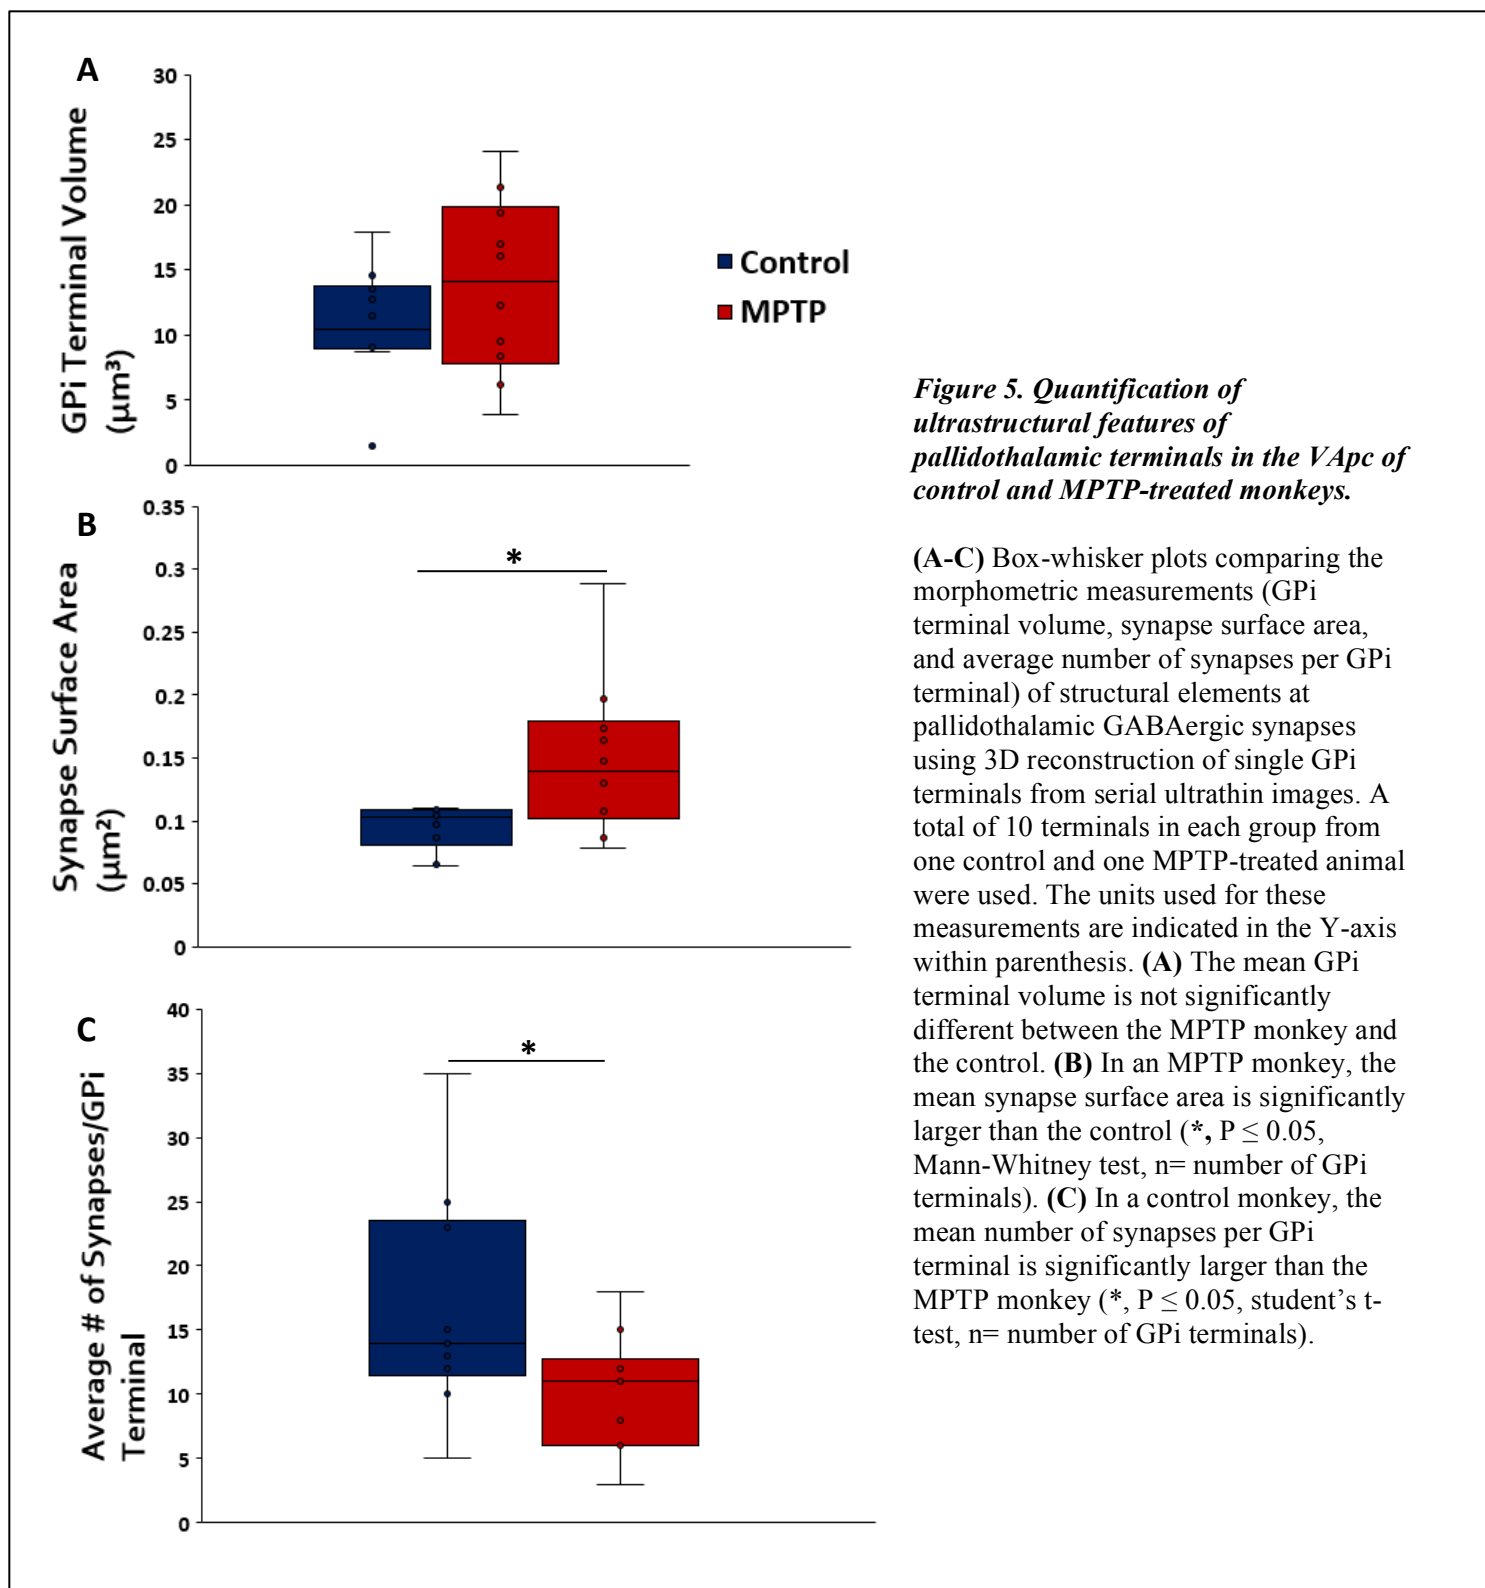 A
GPi Terminal Volume
(µm³)
30
25
20
15
10
5
0
Control
MPTP
B
Synapse Surface Area
(µm²)
0.35
0.3
0.25
0.2
0.15
0.1
0.05
0
*
C
Average # of Synapses/GPi
Terminal
40
35
30
25
20
15
10
5
0
*
Figure 5. Quantification of
ultrastructural features of
pallidothalamic terminals in the VApc of
control and MPTP-treated monkeys.
(A-C) Box-whisker plots comparing the
morphometric measurements (GPi
terminal volume, synapse surface area,
and average number of synapses per GPi
terminal) of structural elements at
pallidothalamic GABAergic synapses
using 3D reconstruction of single GPi
terminals from serial ultrathin images. A
total of 10 terminals in each group from
one control and one MPTP-treated animal
were used. The units used for these
measurements are indicated in the Y-axis
within parenthesis. (A) The mean GPi
terminal volume is not significantly
different between the MPTP monkey and
the control. (B) In an MPTP monkey, the
mean synapse surface area is significantly
larger than the control (*, P ≤ 0.05,
Mann-Whitney test, n= number of GPi
terminals). (C) In a control monkey, the
mean number of synapses per GPi
terminal is significantly larger than the
MPTP monkey (*, P ≤ 0.05, student’s t-
test, n= number of GPi terminals).